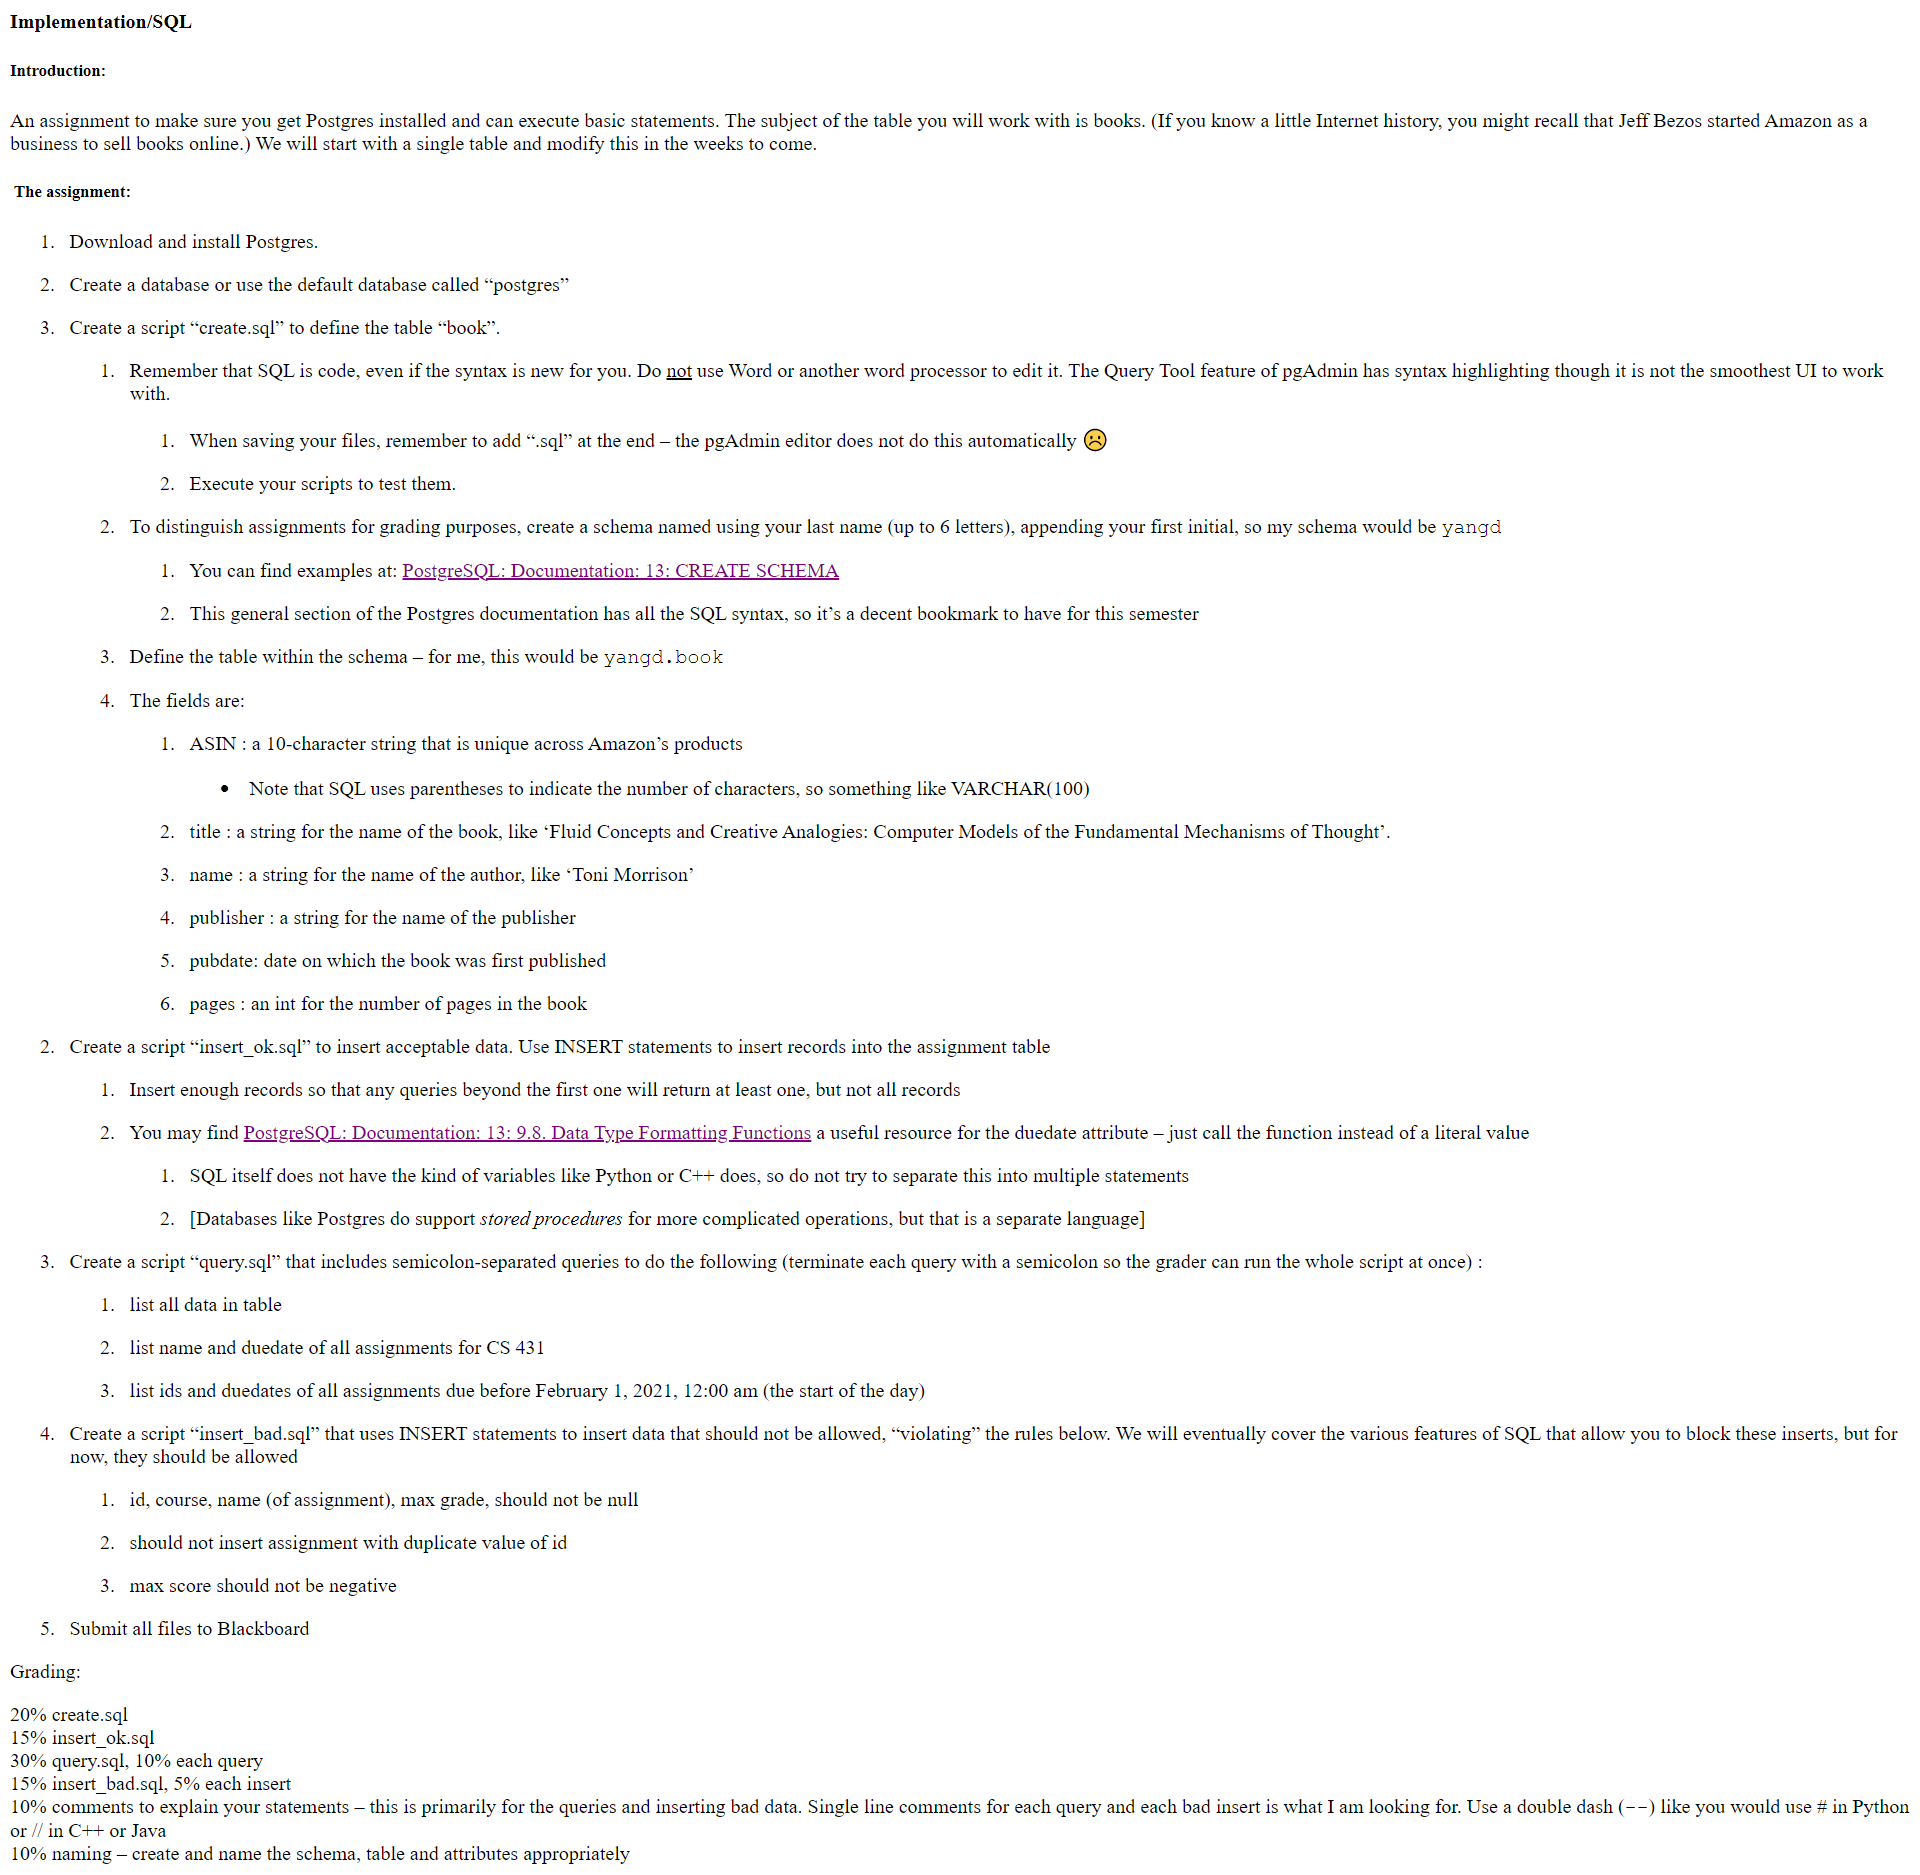 Implementation/SQL
Introduction:
An assignment to make sure you get Postgres installed and can execute basic statements. The subject of the table you will work with is books. (If you know a little Internet history, you might recall that Jeff Bezos started Amazon as a
business to sell books online.) We will start with a single table and modify this in the weeks to come.
The assignment:
1. Download and install Postgres.
2. Create a database or use the default database called “postgres”
3. Create a script “create.sql” to define the table “book”.
1. Remember that SQL is code, even if the syntax is new for you. Do not use Word or another word processor to edit it. The Query Tool feature of pgAdmin has syntax highlighting though it is not the smoothest UI to work
with.
1. When saving your files, remember to add “.sql” at the end – the pgAdmin editor does not do this automatically ☹
2. Execute your scripts to test them.
2. To distinguish assignments for grading purposes, create a schema named using your last name (up to 6 letters), appending your first initial, so my schema would be yangd
1. You can find examples at: PostgreSQL: Documentation: 13: CREATE SCHEMA
2. This general section of the Postgres documentation has all the SQL syntax, so it’s a decent bookmark to have for this semester
3. Define the table within the schema – for me, this would be yangd.book
4. The fields are:
1. ASIN : a 10-character string that is unique across Amazon’s products
• Note that SQL uses parentheses to indicate the number of characters, so something like VARCHAR(100)
2. title : a string for the name of the book, like ‘Fluid Concepts and Creative Analogies: Computer Models of the Fundamental Mechanisms of Thought’.
3. name : a string for the name of the author, like ‘Toni Morrison’
4. publisher : a string for the name of the publisher
5. pubdate: date on which the book was first published
6. pages : an int for the number of pages in the book
2. Create a script “insert_ok.sql” to insert acceptable data. Use INSERT statements to insert records into the assignment table
1. Insert enough records so that any queries beyond the first one will return at least one, but not all records
2. You may find PostgreSQL: Documentation: 13: 9.8. Data Type Formatting Functions a useful resource for the duedate attribute – just call the function instead of a literal value
1. SQL itself does not have the kind of variables like Python or C++ does, so do not try to separate this into multiple statements
2. [Databases like Postgres do support stored procedures for more complicated operations, but that is a separate language]
3. Create a script “query.sql” that includes semicolon-separated queries to do the following (terminate each query with a semicolon so the grader can run the whole script at once) :
1. list all data in table
2. list name and duedate of all assignments for CS 431
3. list ids and duedates of all assignments due before February 1, 2021, 12:00 am (the start of the day)
4. Create a script “insert_bad.sql” that uses INSERT statements to insert data that should not be allowed, “violating” the rules below. We will eventually cover the various features of SQL that allow you to block these inserts, but for
now, they should be allowed
1. id, course, name (of assignment), max grade, should not be null
2. should not insert assignment with duplicate value of id
3. max score should not be negative
5. Submit all files to Blackboard
Grading:
20% create.sql
15% insert_ok.sql
30% query.sql, 10% each query
15% insert_bad.sql, 5% each insert
10% comments to explain your statements – this is primarily for the queries and inserting bad data. Single line comments for each query and each bad insert is what I am looking for. Use a double dash (--) like you would use # in Python
or // in C++ or Java
10% naming – create and name the schema, table and attributes appropriately